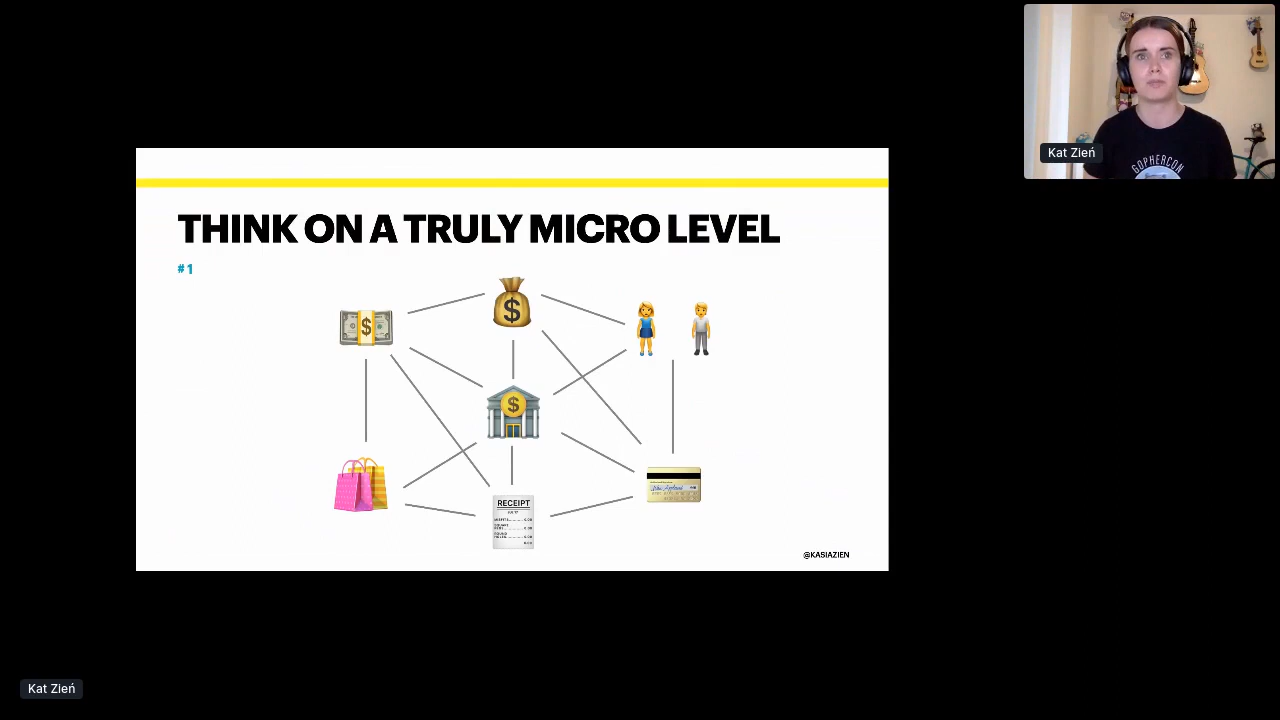 THINK ON A TRULY MICRO LEVEL
#1
$
$
$
RECEIPT
@KASIAZIEN
Kat Zień
GOPHERCON
Kat Zień